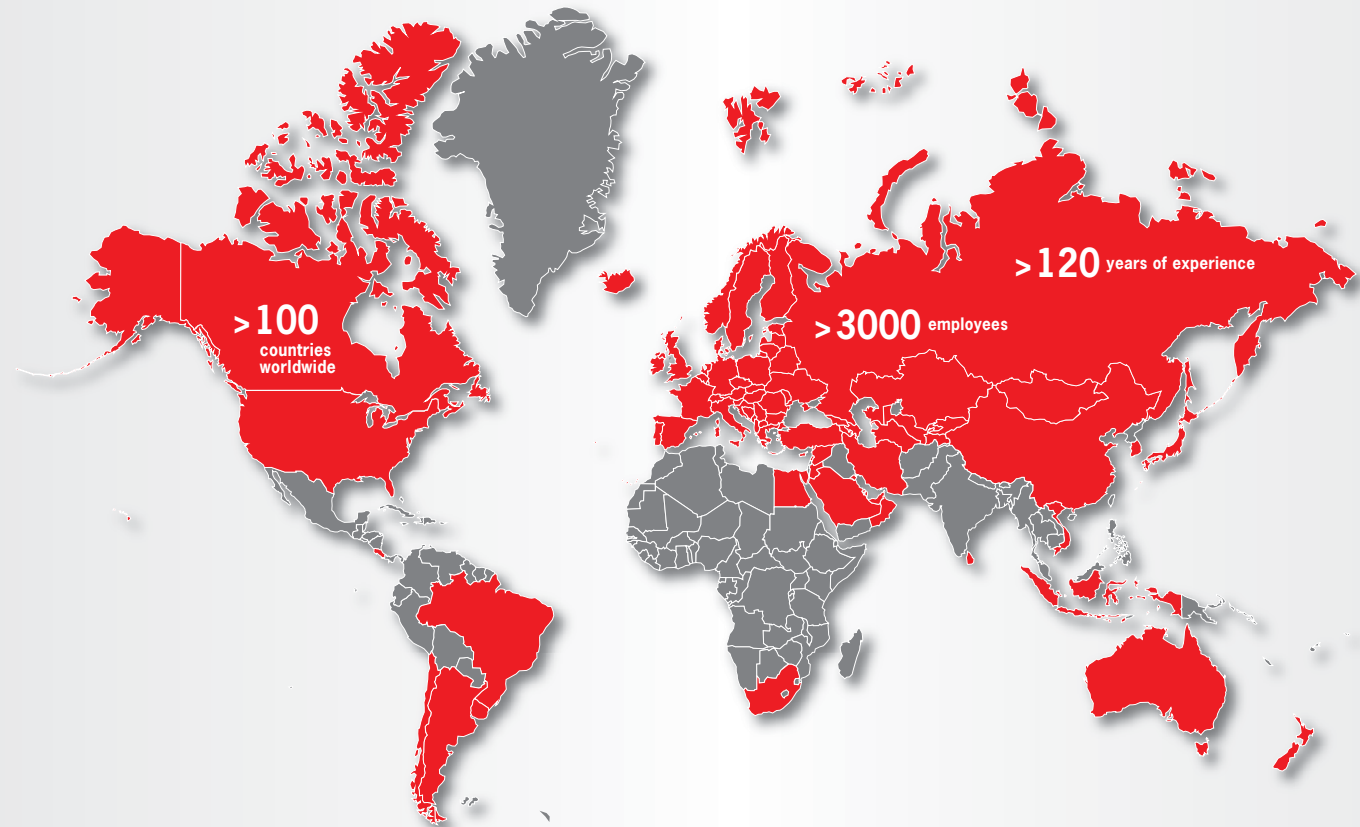 > 120 years of experience
> 100
countries
worldwide
> 3000 employees